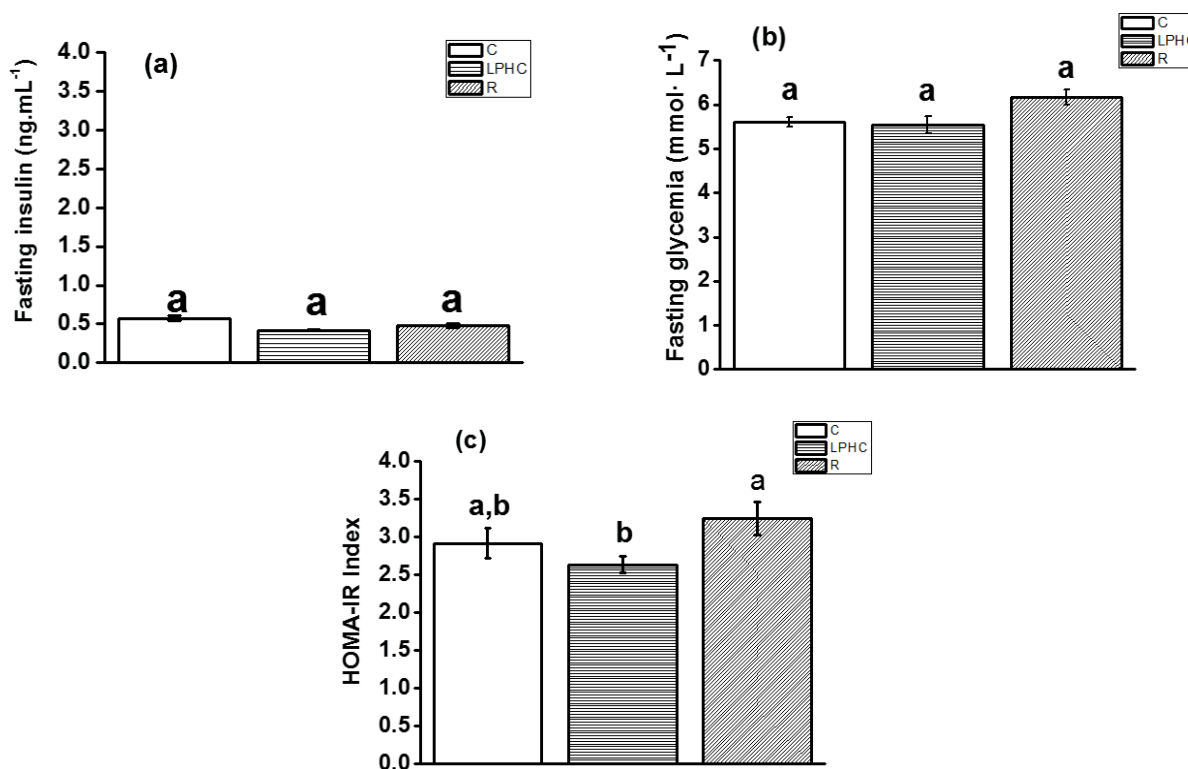 (a)
C
LPHC
R
Fasting insulin (ng.mL⁻¹)
4.0
3.5
3.0
2.5
2.0
1.5
1.0
0.5
0.0
a
a
a
(b)
C
LPHC
R
Fasting glycemia (mmol· L⁻¹)
7
6
5
4
3
2
1
0
a
a
a
(c)
C
LPHC
R
HOMA-IR Index
4.0
3.5
3.0
2.5
2.0
1.5
1.0
0.5
0.0
a,b
b
a